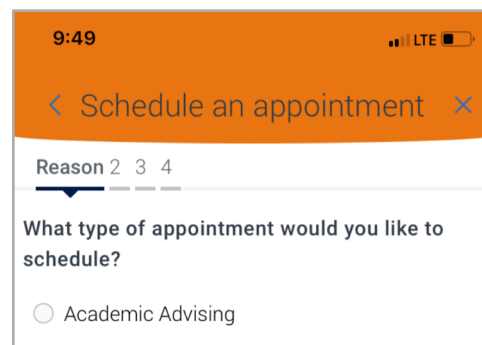 9:49 LTE
Schedule an appointment
Reason 2 3 4
What type of appointment would you like to
schedule?
Academic Advising